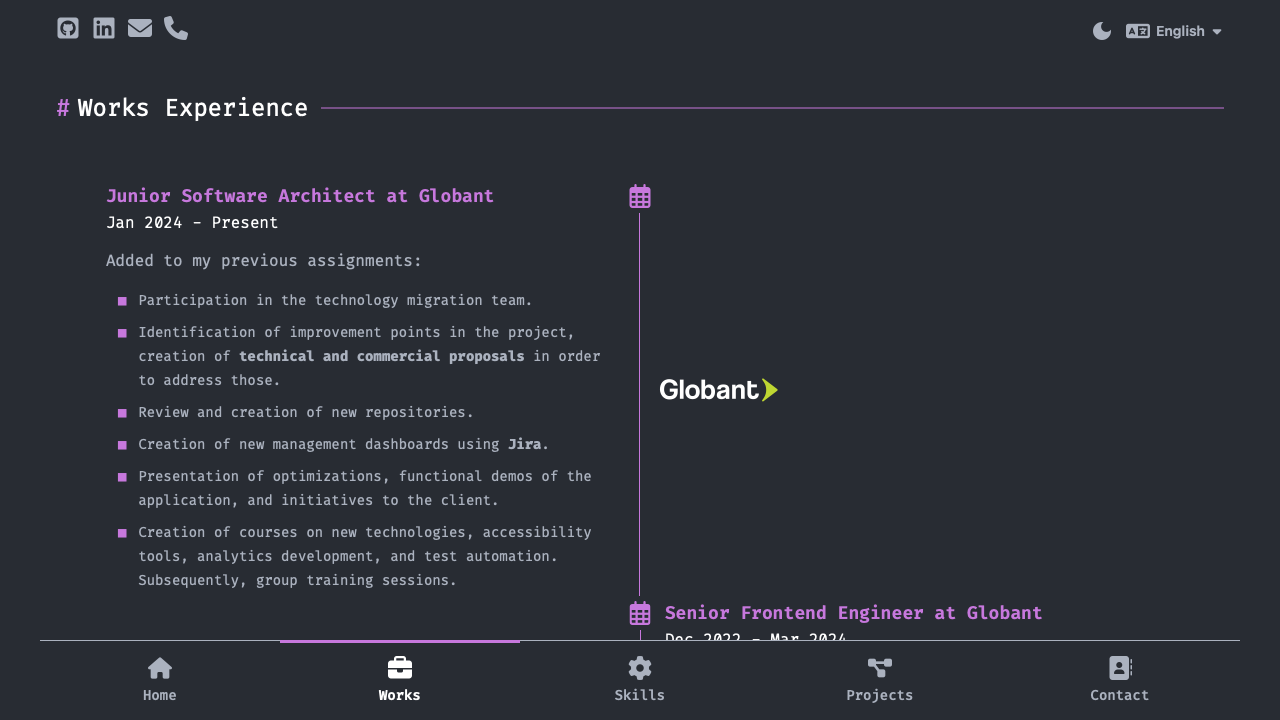 English
# Works Experience
Junior Software Architect at Globant
Jan 2024 - Present
Added to my previous assignments:
Participation in the technology migration team.
Identification of improvement points in the project,
creation of technical and commercial proposals in order
to address those.
Review and creation of new repositories.
Creation of new management dashboards using Jira.
Presentation of optimizations, functional demos of the
application, and initiatives to the client.
Creation of courses on new technologies, accessibility
tools, analytics development, and test automation.
Subsequently, group training sessions.
Globant
Senior Frontend Engineer at Globant
Dec 2022 - Mar 2024
Home
Works
Skills
Projects
Contact